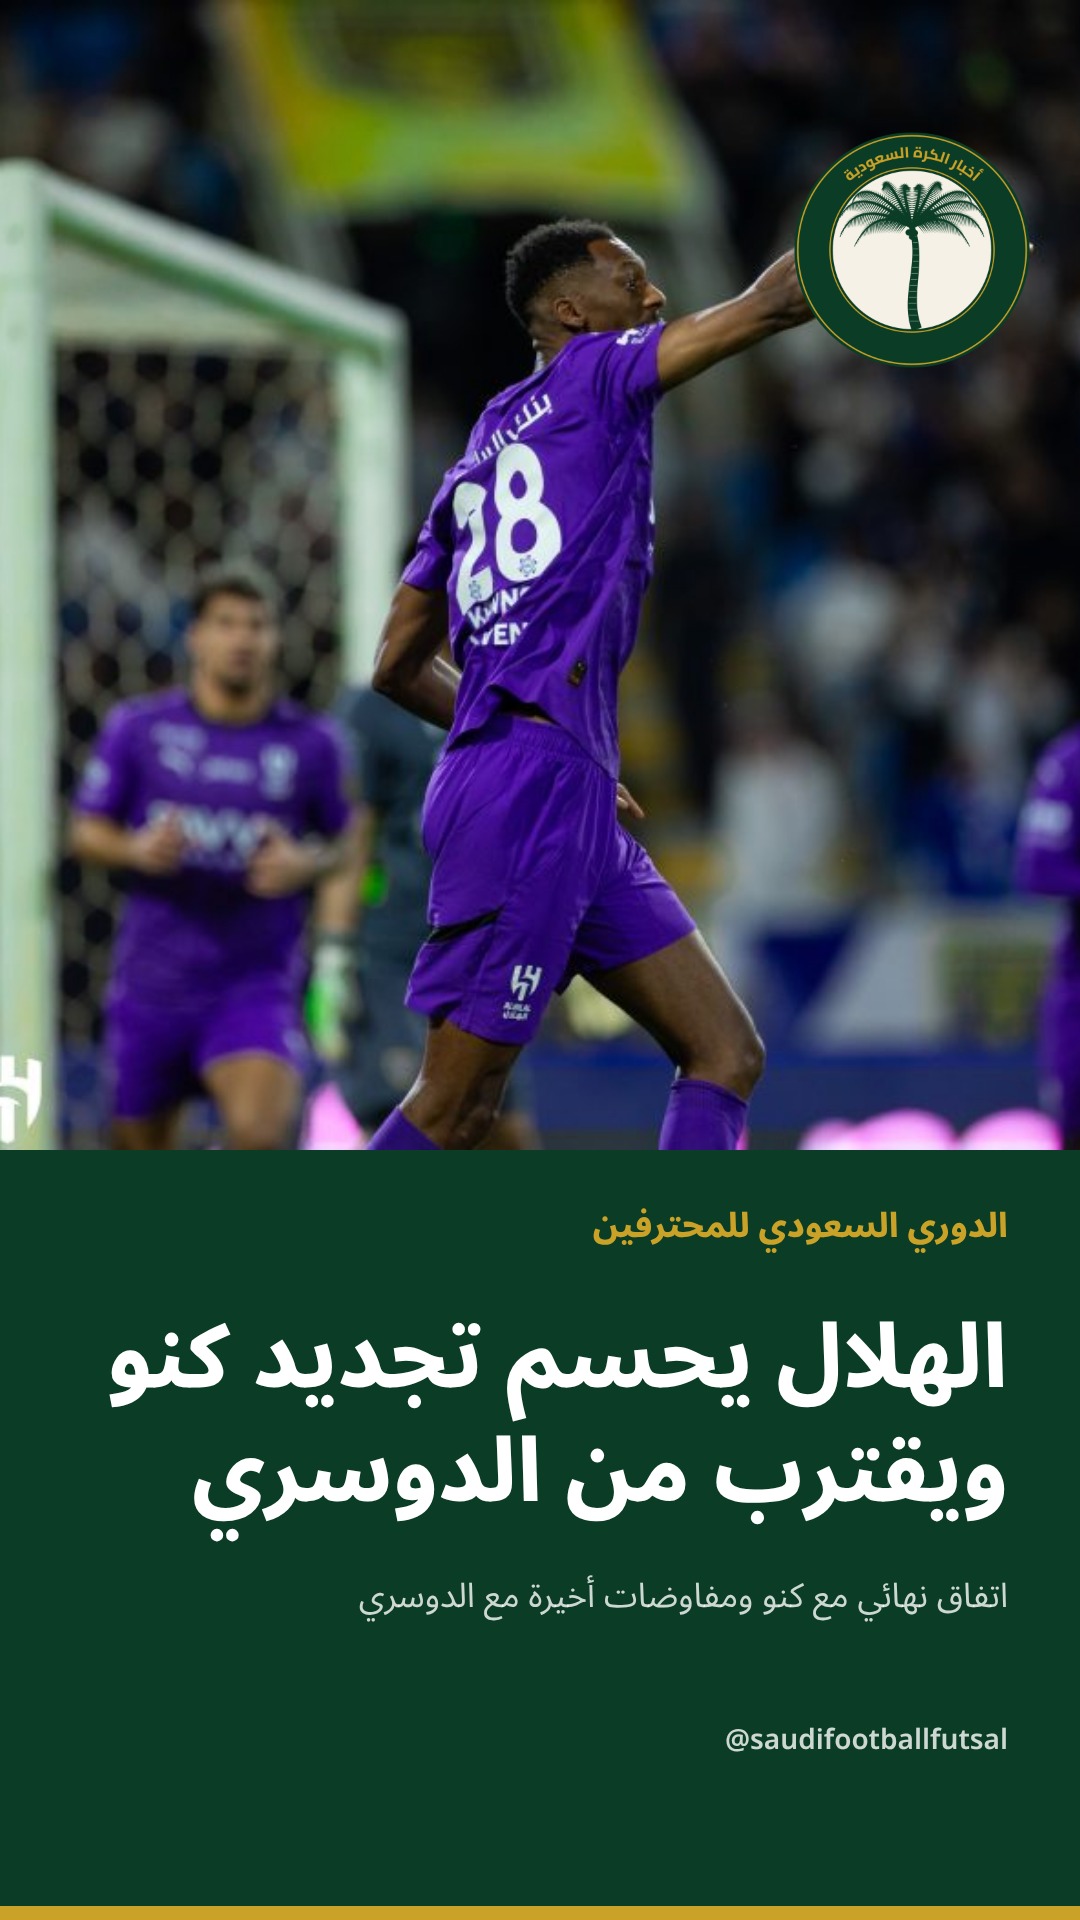 أخبار الكرة السعودية
28
الهلال
الدوري السعودي للمحترفين
الهلال يحسم تجديد كنو
ويقترب من الدوسري
اتفاق نهائي مع كنو ومفاوضات أخيرة مع الدوسري
@saudifootballfutsal